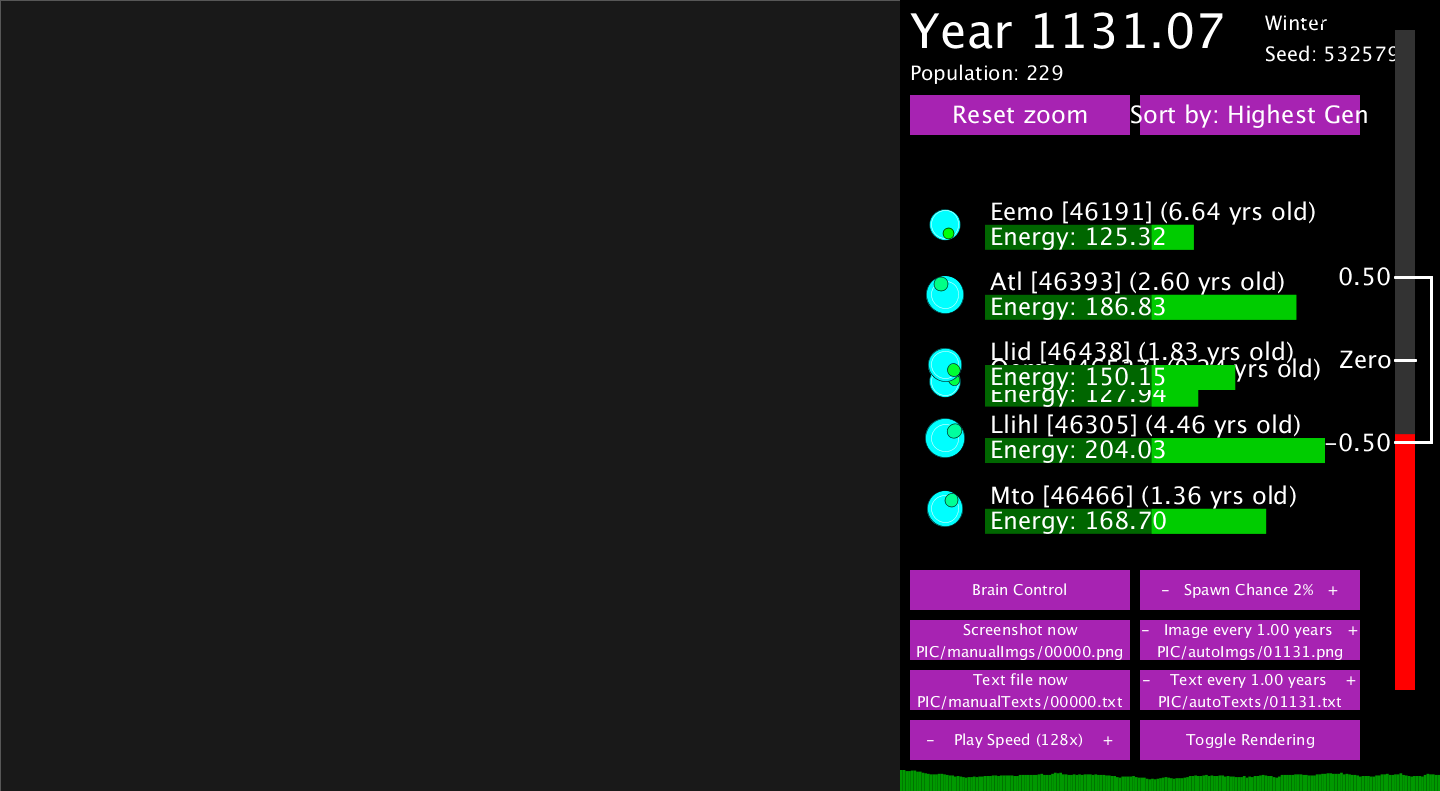 Year 1131.07
Winter
Seed: 532579
Population: 229
Reset zoom
Sort by: Highest Gen
Eemo [46191] (6.64 yrs old)
Energy: 125.32
Atl [46393] (2.60 yrs old)
Energy: 186.83
0.50
Llid [46438] (1.83 yrs old)
yrs old)
Zero
Energy: 150.15
Energy: 127.94
Llihl [46305] (4.46 yrs old)
-0.50
Energy: 204.03
Mto [46466] (1.36 yrs old)
Energy: 168.70
Brain Control
- Spawn Chance 2% +
Screenshot now
PIC/manualImgs/00000.png
- Image every 1.00 years +
PIC/autoImgs/01131.png
Text file now
PIC/manualTexts/00000.txt
- Text every 1.00 years +
PIC/autoTexts/01131.txt
- Play Speed (128x) +
Toggle Rendering